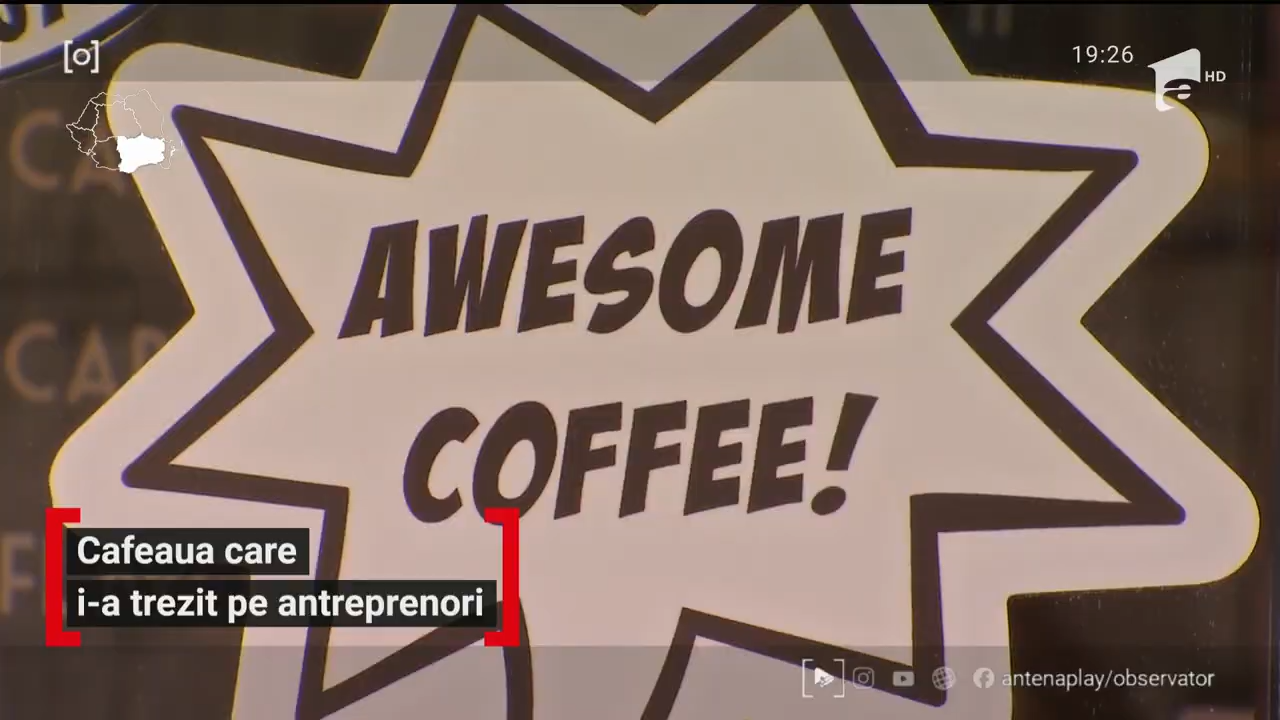 19:26
HD
AWESOME
COFFEE!
Cafeaua care
i-a trezit pe antreprenori
antenaplay/observator